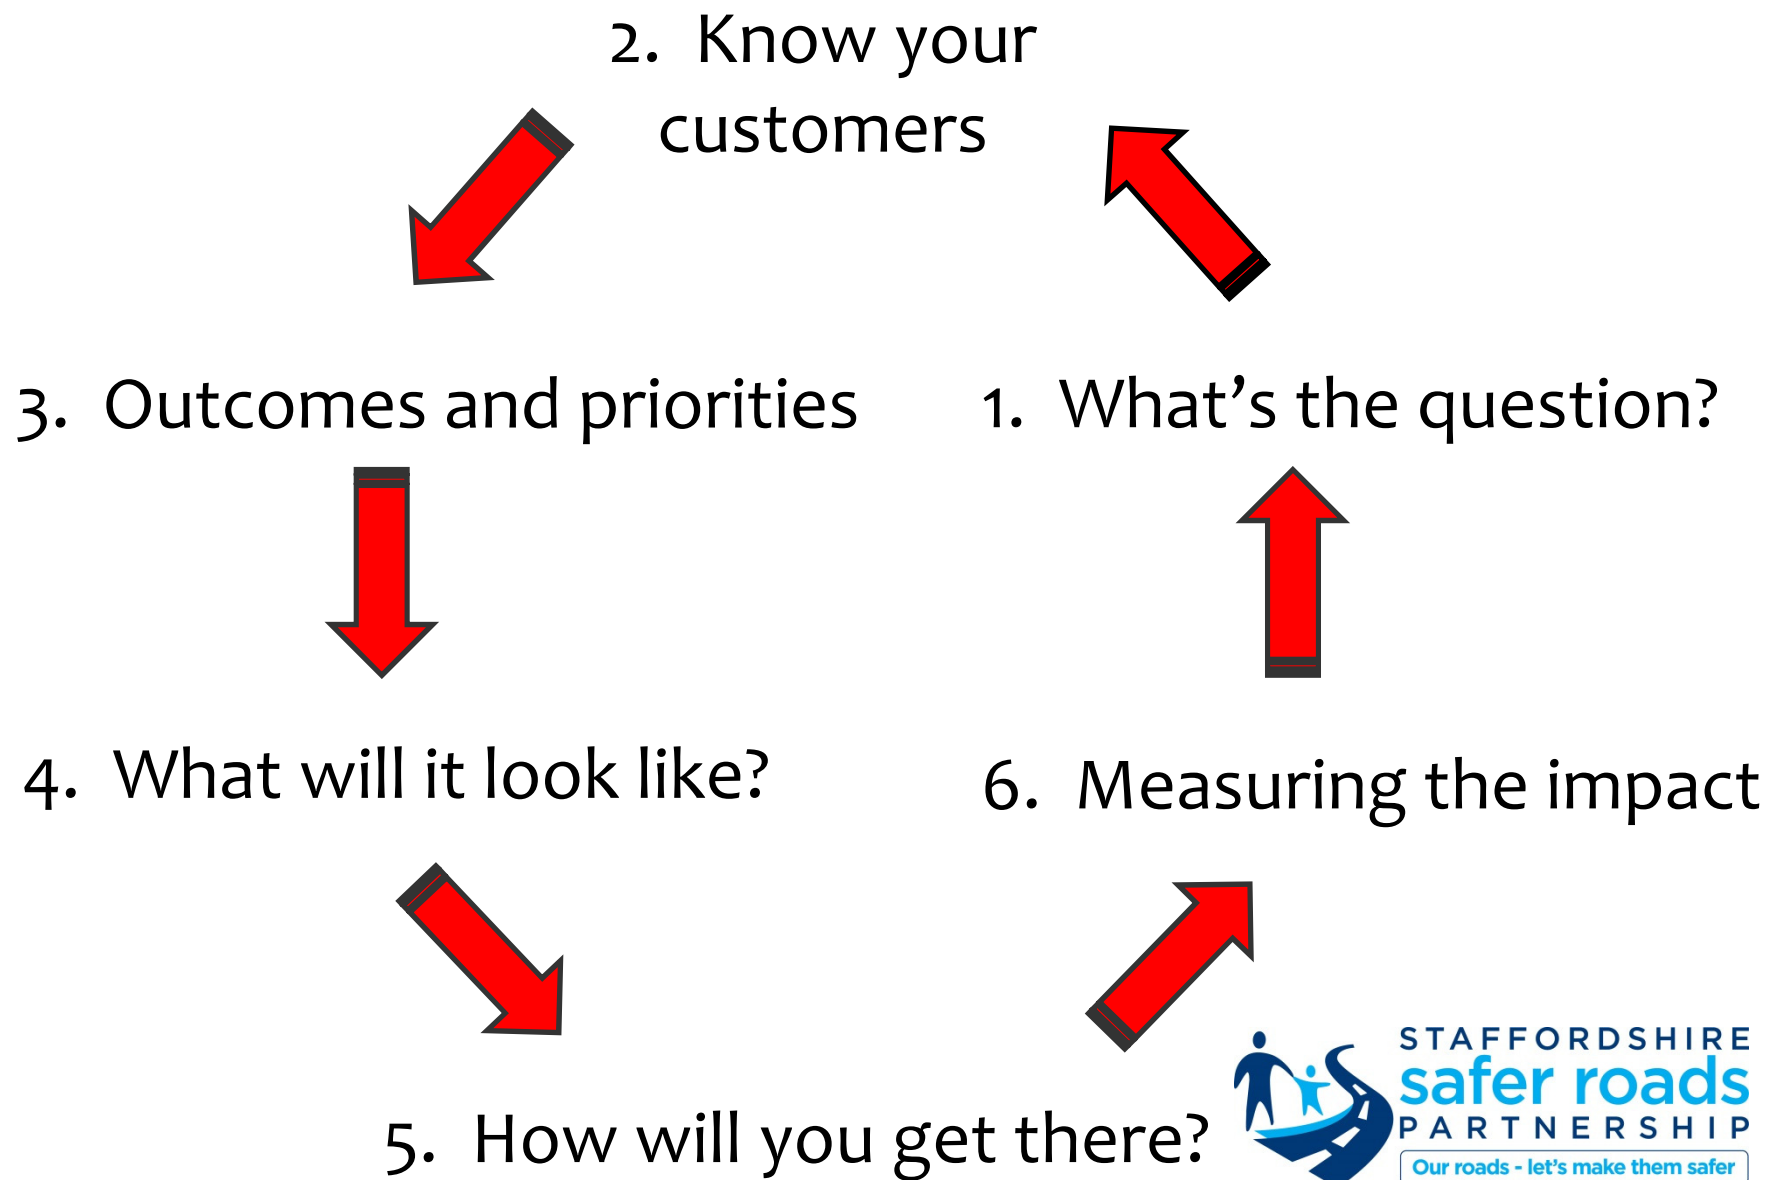 2. Know your
customers
3. Outcomes and priorities
1. What’s the question?
4. What will it look like?
6. Measuring the impact
5. How will you get there?
STAFFORDSHIRE
safer roads
PARTNERSHIP
Our roads - let's make them safer